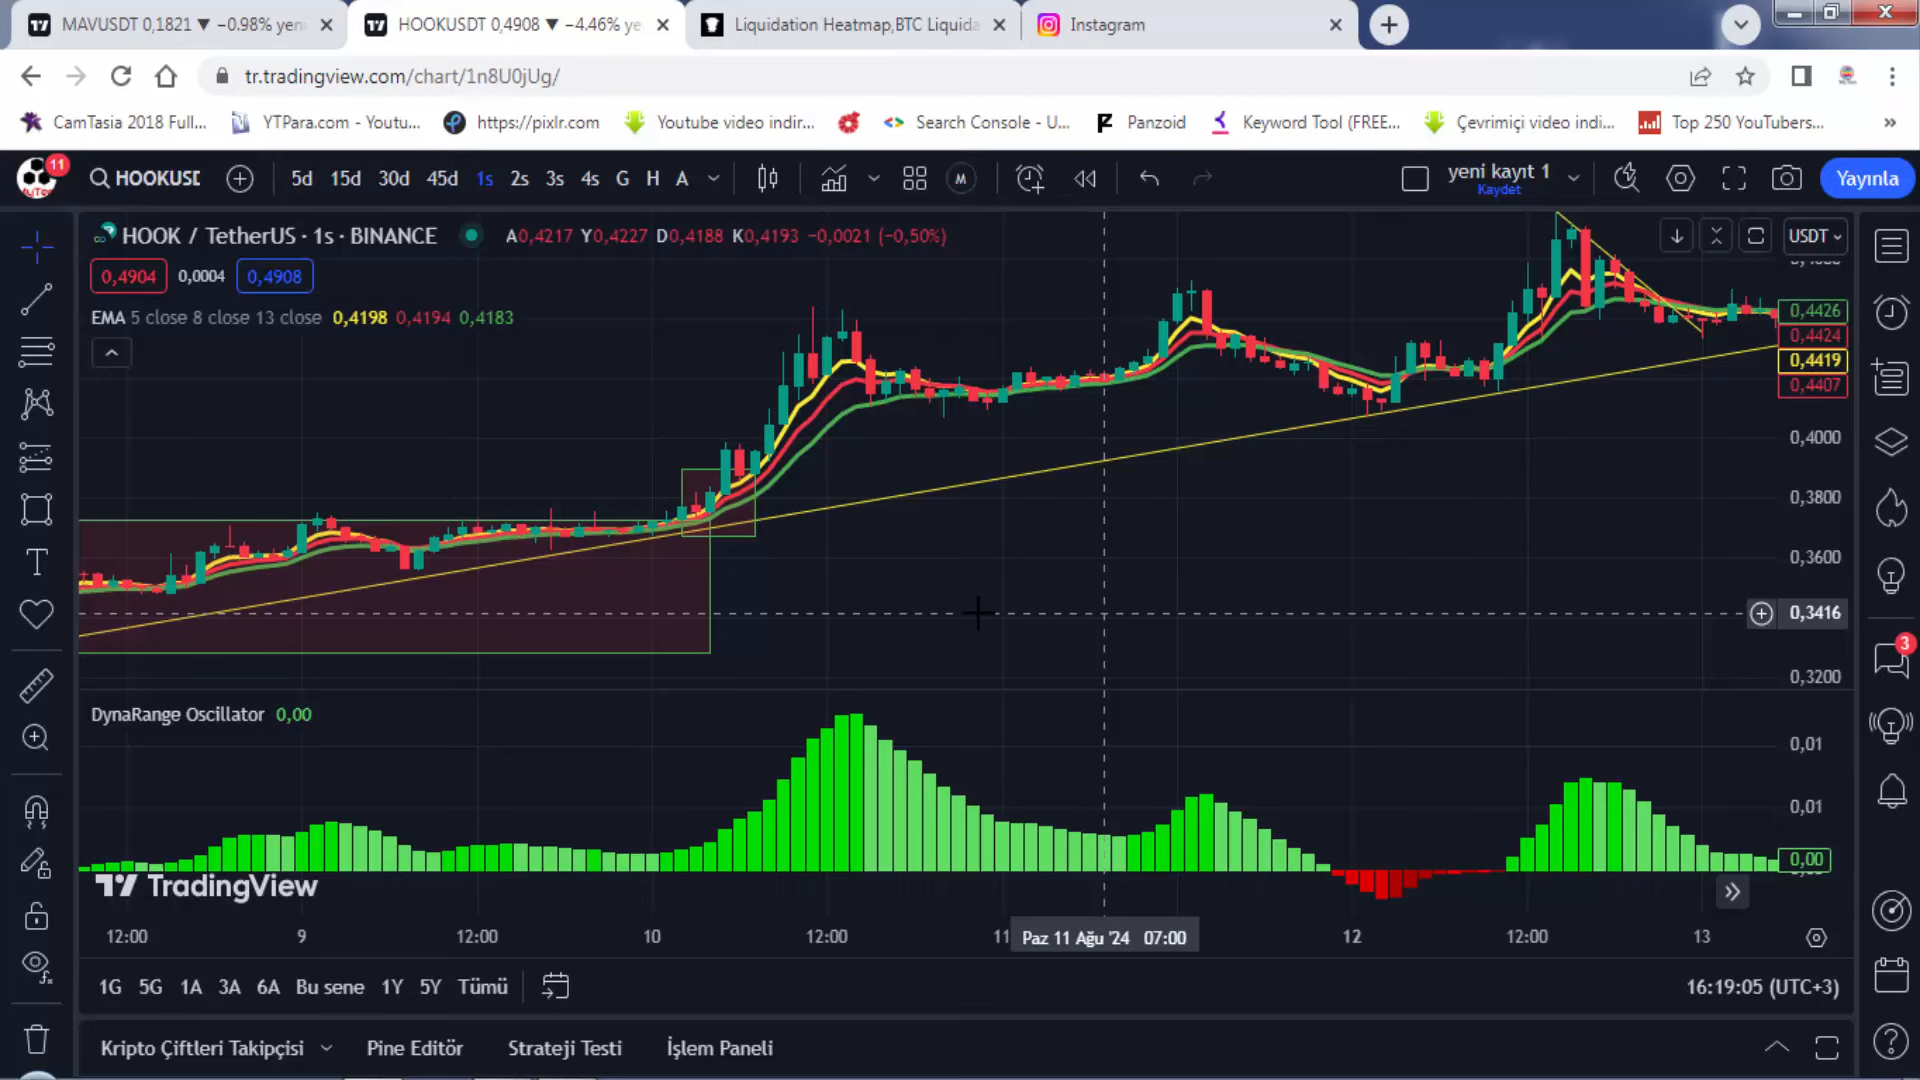 MAVUSDT 0,1821 ▼ −0.98% yeni
HOOKUSDT 0,4908 ▼ −4.46% ye
Liquidation Heatmap,BTC Liquida
Instagram
tr.tradingview.com/chart/1n8U0jUg/
CamTasia 2018 Full...
YTPara.com - Youtu...
https://pixlr.com
Youtube video indir...
Search Console - U...
Panzoid
Keyword Tool (FREE...
Çevrimiçi video indi...
Top 250 YouTubers...
»
11
HOOKUSD
5d 15d 30d 45d 1s 2s 3s 4s G H A
M
yeni kayıt 1
Kaydet
Yayınla
HOOK / TetherUS · 1s · BINANCE
A0,4217 Y0,4227 D0,4188 K0,4193 −0,0021 (−0,50%)
USDT
0,4904 0,0004 0,4908
EMA 5 close 8 close 13 close 0,4198 0,4194 0,4183
0,4426
0,4424
0,4419
0,4407
0,4000
0,3800
0,3600
0,3416
0,3200
3
DynaRange Oscillator 0,00
0,01
0,01
0,00
TradingView
12:00 9 12:00 10 12:00 11 Paz 11 Ağu '24 07:00 12 12:00 13
1G 5G 1A 3A 6A Bu sene 1Y 5Y Tümü
16:19:05 (UTC+3)
Kripto Çiftleri Takipçisi Pine Editör Strateji Testi İşlem Paneli